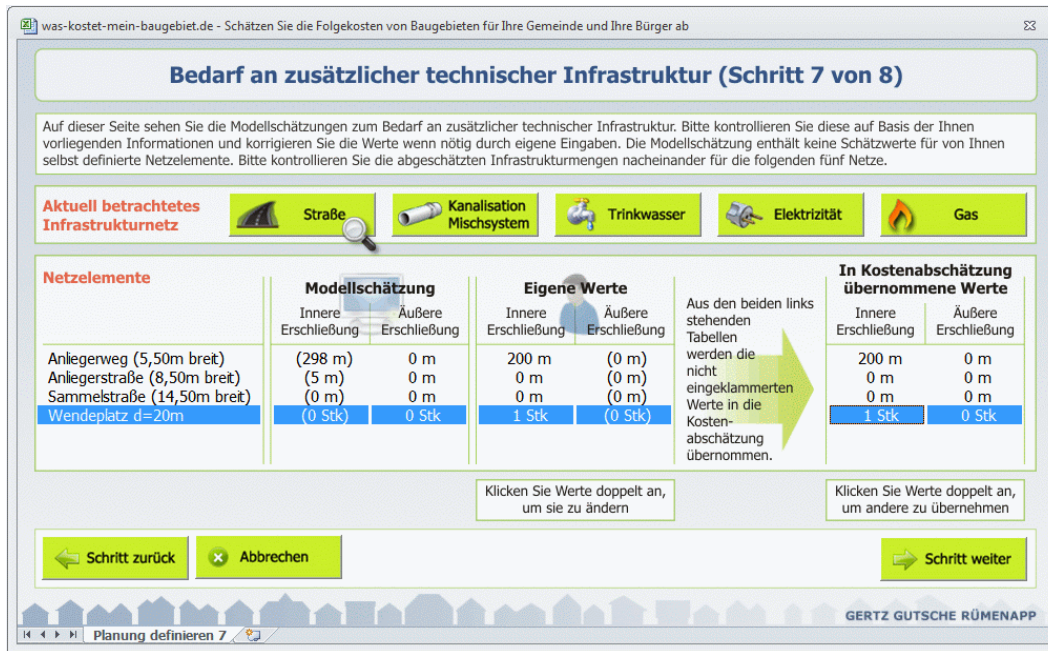 was-kostet-mein-baugebiet.de - Schätzen Sie die Folgekosten von Baugebieten für Ihre Gemeinde und Ihre Bürger ab
Bedarf an zusätzlicher technischer Infrastruktur (Schritt 7 von 8)
Auf dieser Seite sehen Sie die Modellschätzungen zum Bedarf an zusätzlicher technischer Infrastruktur. Bitte kontrollieren Sie diese auf Basis der Ihnen
vorliegenden Informationen und korrigieren Sie die Werte wenn nötig durch eigene Eingaben. Die Modellschätzung enthält keine Schätzwerte für von Ihnen
selbst definierte Netzelemente. Bitte kontrollieren Sie die abgeschätzten Infrastrukturmengen nacheinander für die folgenden fünf Netze.
Aktuell betrachtetes
Infrastrukturnetz
Straße
Kanalisation
Mischsystem
Trinkwasser
Elektrizität
Gas
Netzelemente
Modellschätzung
Eigene Werte
In Kostenabschätzung
übernommene Werte
Innere
Erschließung
Äußere
Erschließung
Innere
Erschließung
Äußere
Erschließung
Innere
Erschließung
Äußere
Erschließung
Anliegerweg (5,50m breit) (298 m) 0 m 200 m (0 m) 200 m 0 m
Anliegerstraße (8,50m breit) (5 m) 0 m 0 m (0 m) 0 m 0 m
Sammelstraße (14,50m breit) (0 m) 0 m 0 m (0 m) 0 m 0 m
Wendeplatz d=20m (0 Stk) 0 Stk 1 Stk (0 Stk) 1 Stk 0 Stk
Aus den beiden links
stehenden
Tabellen
werden die
nicht
eingeklammerten
Werte in die
Kosten-
abschätzung
übernommen.
Klicken Sie Werte doppelt an,
um sie zu ändern
Klicken Sie Werte doppelt an,
um andere zu übernehmen
Schritt zurück
Abbrechen
Schritt weiter
GERTZ GUTSCHE RÜMENAPP
Planung definieren 7